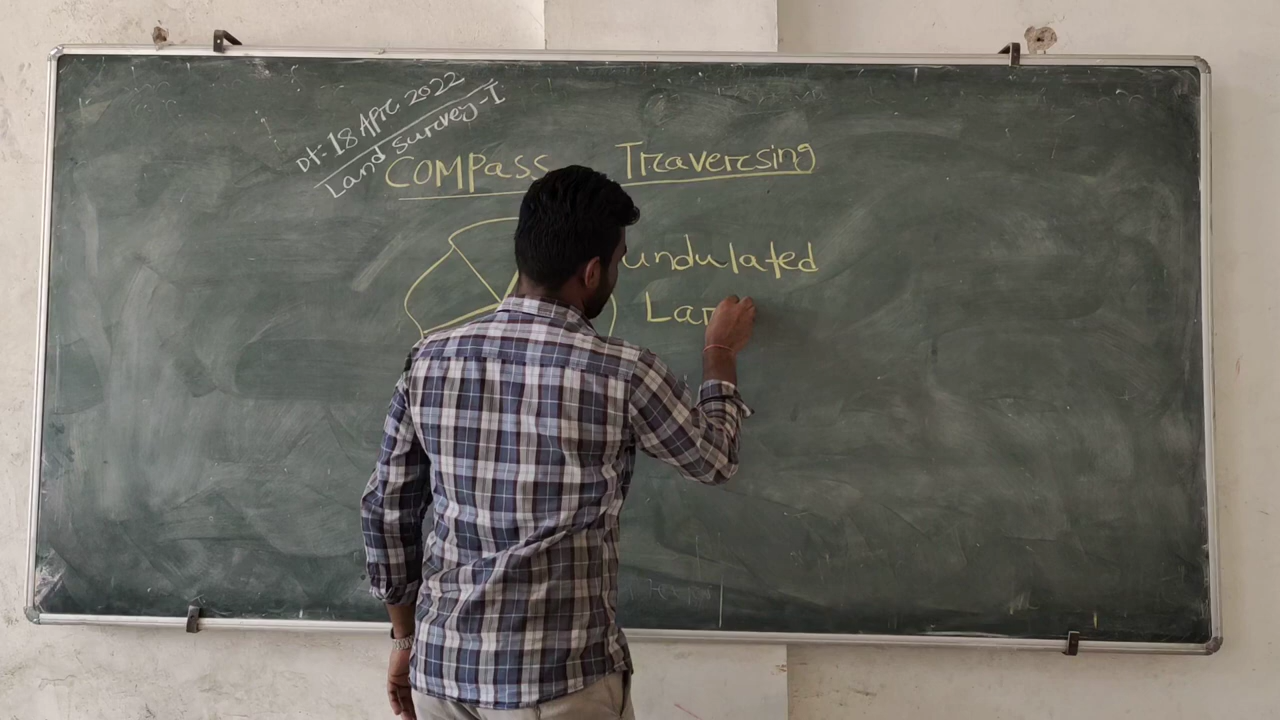 Dt:- 18 Apr 2022
Land Survey-I
Compass Traversing
undulated
Lan